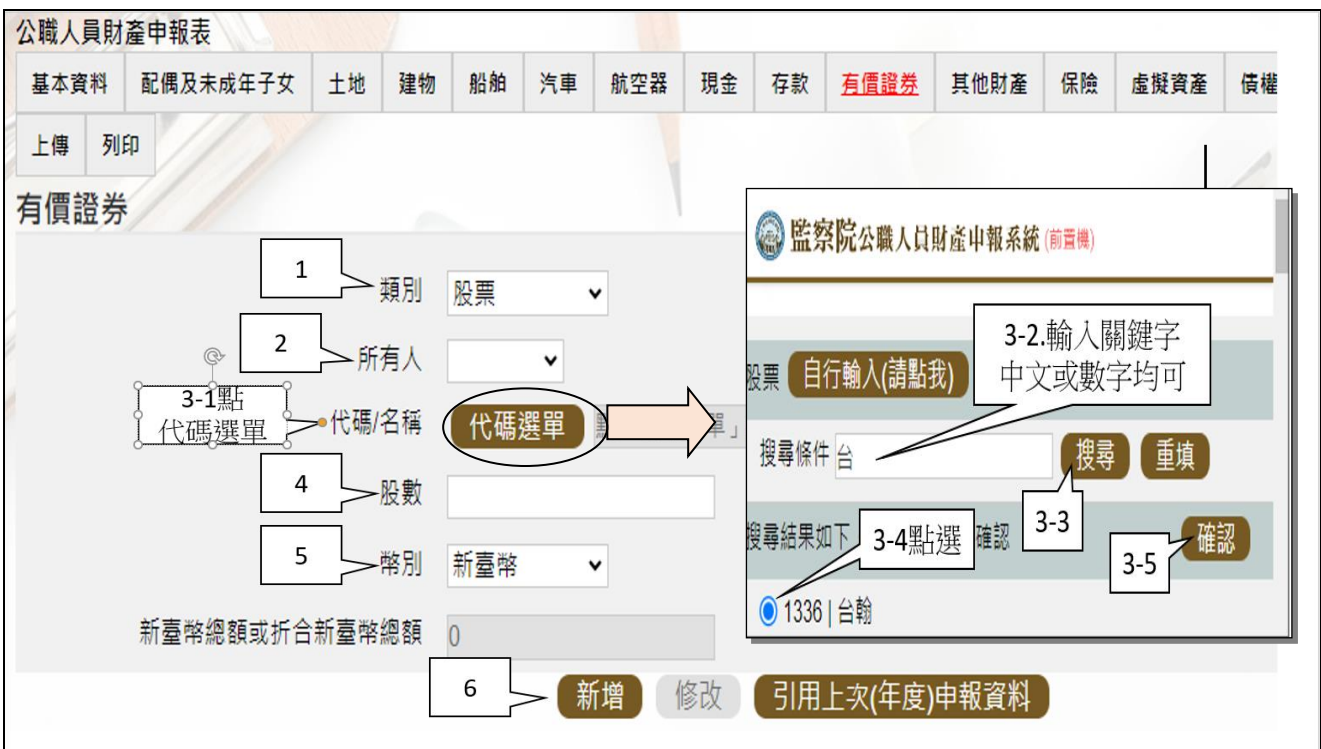 公職人員財產申報表
基本資料 配偶及未成年子女 土地 建物 船舶 汽車 航空器 現金 存款 有價證券 其他財產 保險 虛擬資產 債權
上傳 列印
有價證券
1
類別 股票
2
所有人
3-1點
代碼選單
代碼/名稱 代碼選單 單」
4
股數
5
幣別 新臺幣
新臺幣總額或折合新臺幣總額 0
6
新增 修改 引用上次(年度)申報資料
監察院公職人員財產申報系統(前置機)
3-2.輸入關鍵字
中文或數字均可
股票 自行輸入(請點我)
搜尋條件 台 搜尋 重填
3-3
搜尋結果如下 確認 確認
3-4點選
3-5
1336 | 台翰